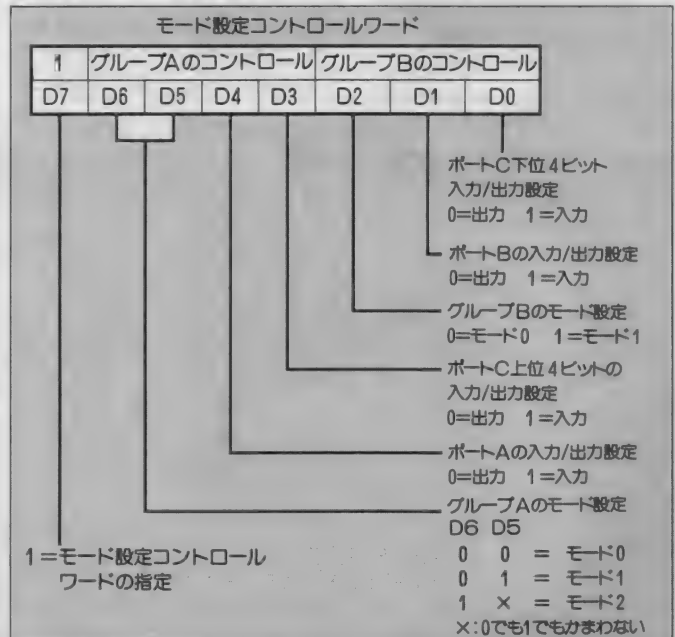 モード設定コントロールワード
1 グループAのコントロール グループBのコントロール
D7 D6 D5 D4 D3 D2 D1 D0
ポートC下位4ビット
入力/出力設定
0=出力 1=入力
ポートBの入力/出力設定
0=出力 1=入力
グループBのモード設定
0=モード0 1=モード1
ポートC上位4ビットの
入力/出力設定
0=出力 1=入力
ポートAの入力/出力設定
0=出力 1=入力
グループAのモード設定
D6 D5
0 0 = モード0
0 1 = モード1
1 × = モード2
×:0でも1でもかまわない
1=モード設定コントロール
ワードの指定